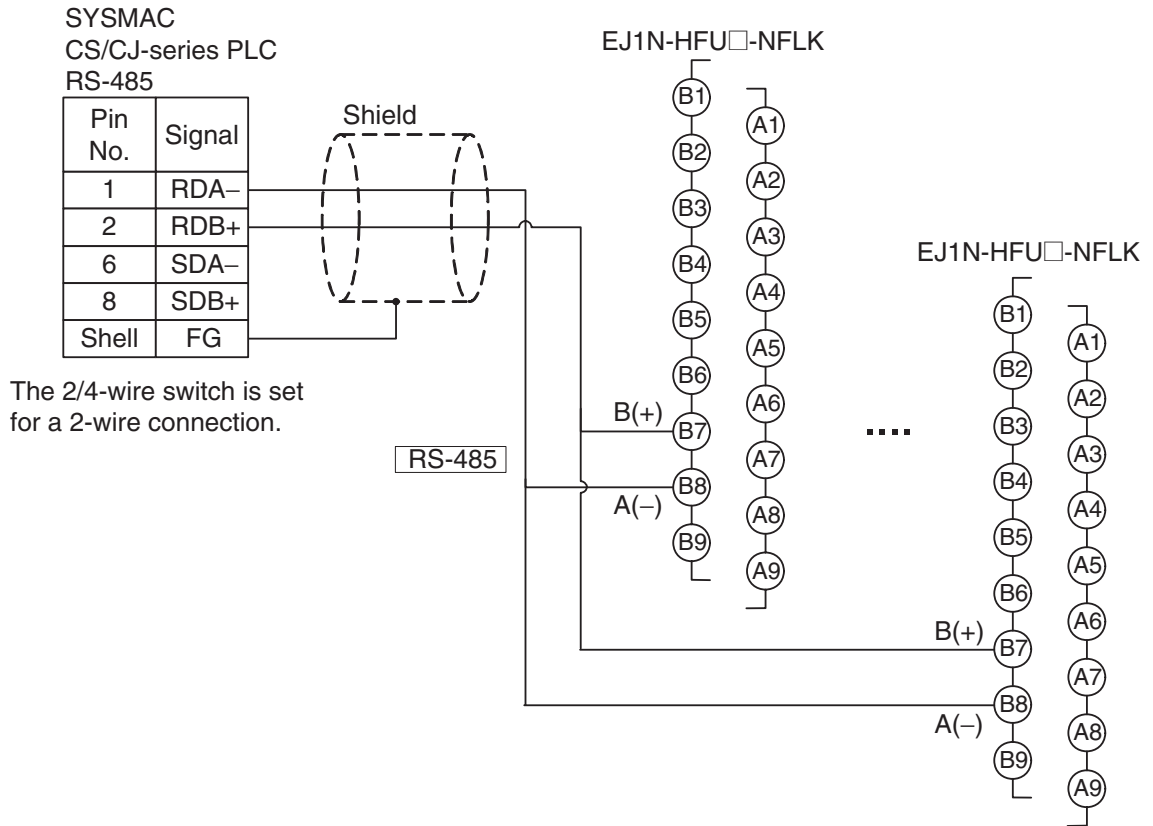 SYSMAC
CS/CJ-series PLC
RS-485
Pin No. Signal
1 RDA–
2 RDB+
6 SDA–
8 SDB+
Shell FG
Shield
The 2/4-wire switch is set
for a 2-wire connection.
RS-485
EJ1N-HFU□-NFLK
B1
B2
B3
B4
B5
B6
B(+) B7
A(–) B8
B9
A1
A2
A3
A4
A5
A6
A7
A8
A9
....
EJ1N-HFU□-NFLK
B1
B2
B3
B4
B5
B6
B(+) B7
A(–) B8
B9
A1
A2
A3
A4
A5
A6
A7
A8
A9